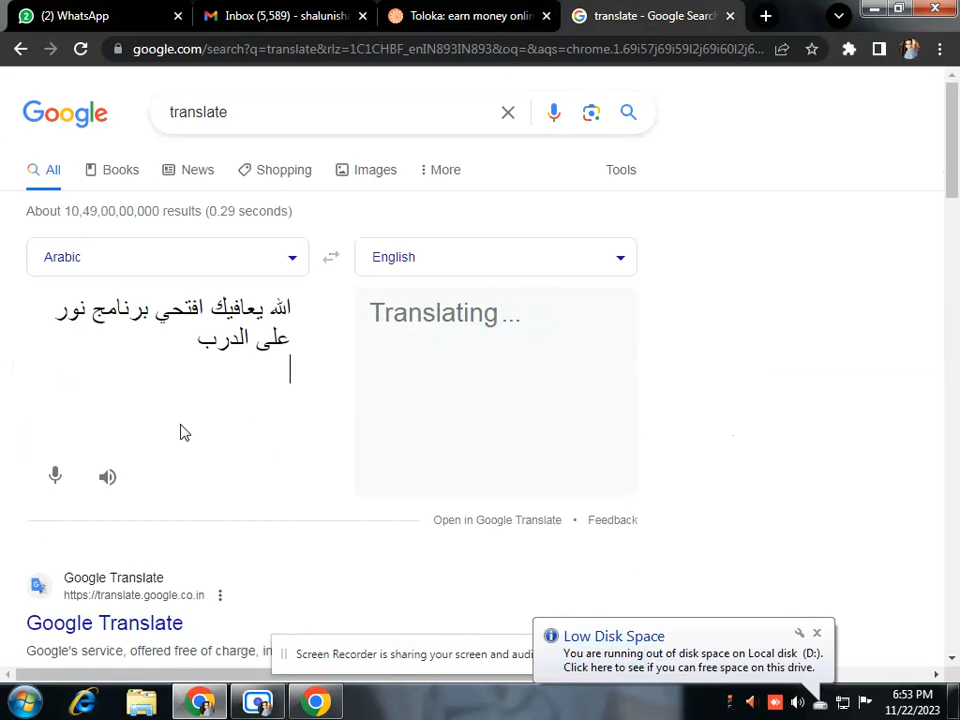 (2) WhatsApp
Inbox (5,589) - shalunisha
Toloka: earn money onlin
translate - Google Search
google.com/search?q=translate&rlz=1C1CHBF_enIN893IN893&oq=&aqs=chrome.1.69i57j69i59l2j69i60l2j6...
Google
translate
All
Books
News
Shopping
Images
More
Tools
About 10,49,00,00,000 results (0.29 seconds)
Arabic
English
الله يعافيك افتحي برنامج نور
على الدرب
Translating...
Open in Google Translate • Feedback
Google Translate
https://translate.google.co.in
Google Translate
Google's service, offered free of charge, in
Screen Recorder is sharing your screen and audi
Low Disk Space
You are running out of disk space on Local disk (D:).
Click here to see if you can free space on this drive.
6:53 PM
11/22/2023